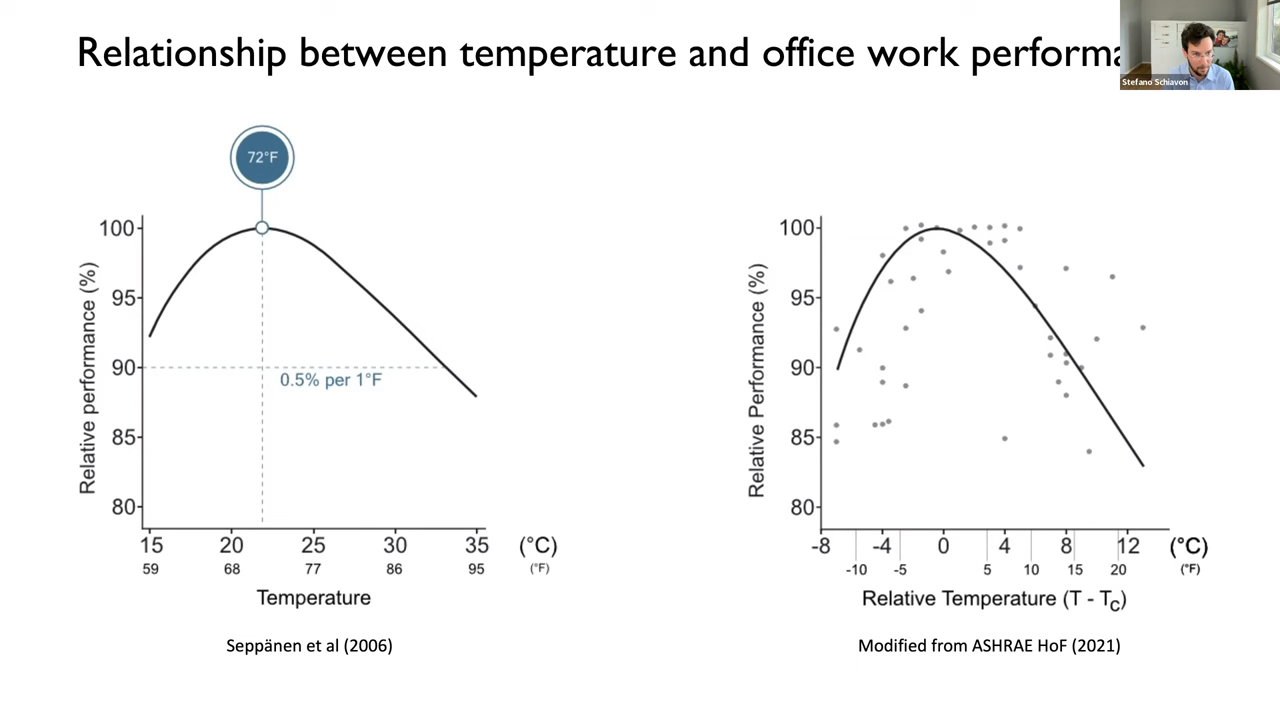 Relationship between temperature and office work performa
Stefano Schiavon
72°F
Relative performance (%)
100
95
90
85
80
0.5% per 1°F
15 20 25 30 35 (°C)
59 68 77 86 95 (°F)
Temperature
Seppänen et al (2006)
Relative Performance (%)
100
95
90
85
80
-8 -4 0 4 8 12 (°C)
-10 -5 5 10 15 20 (°F)
Relative Temperature (T - Tc)
Modified from ASHRAE HoF (2021)